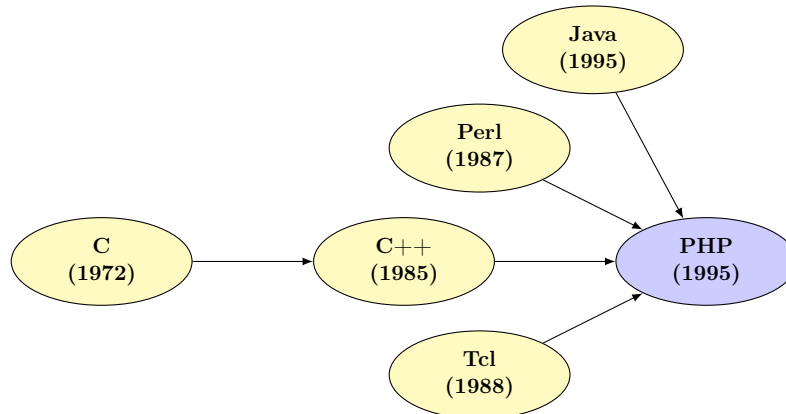 Java
(1995)
Perl
(1987)
C
(1972)
C++
(1985)
PHP
(1995)
Tcl
(1988)